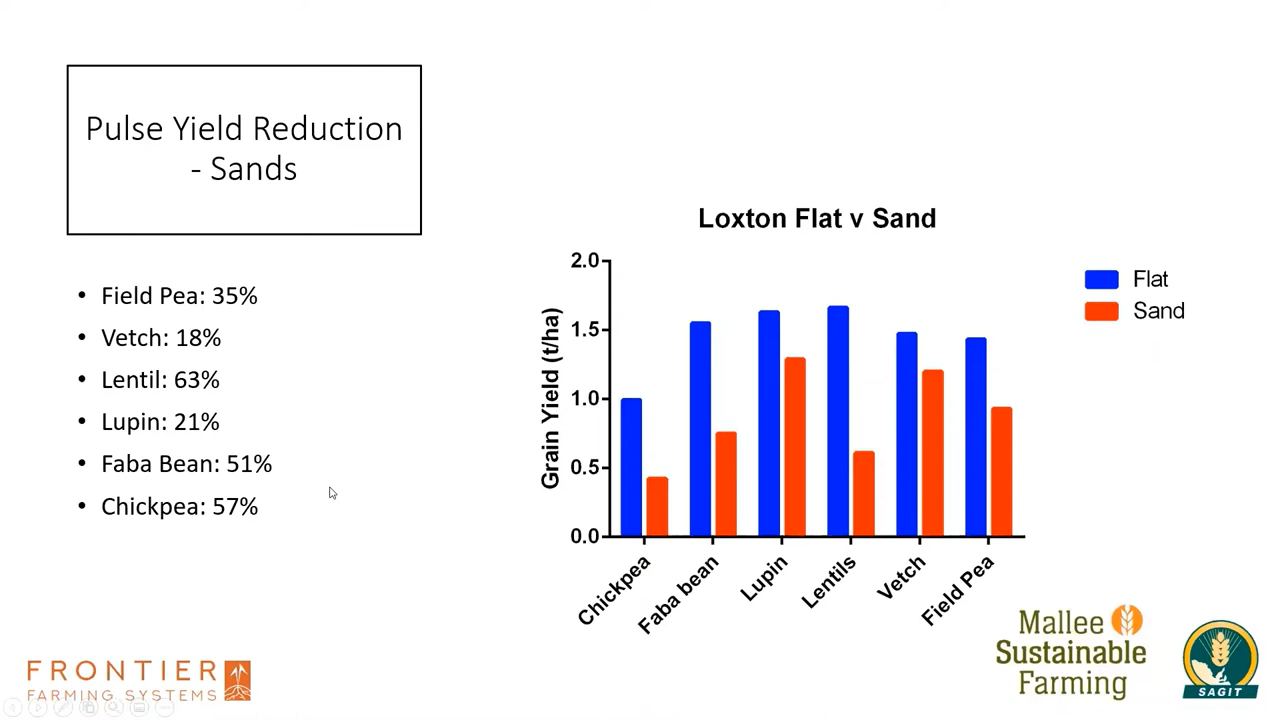 Pulse Yield Reduction
- Sands
• Field Pea: 35%
• Vetch: 18%
• Lentil: 63%
• Lupin: 21%
• Faba Bean: 51%
• Chickpea: 57%
Loxton Flat v Sand
Grain Yield (t/ha)
2.0
1.5
1.0
0.5
0.0
Chickpea
Faba bean
Lupin
Lentils
Vetch
Field Pea
Flat
Sand
FRONTIER
FARMING SYSTEMS
Mallee
Sustainable
Farming
SAGIT